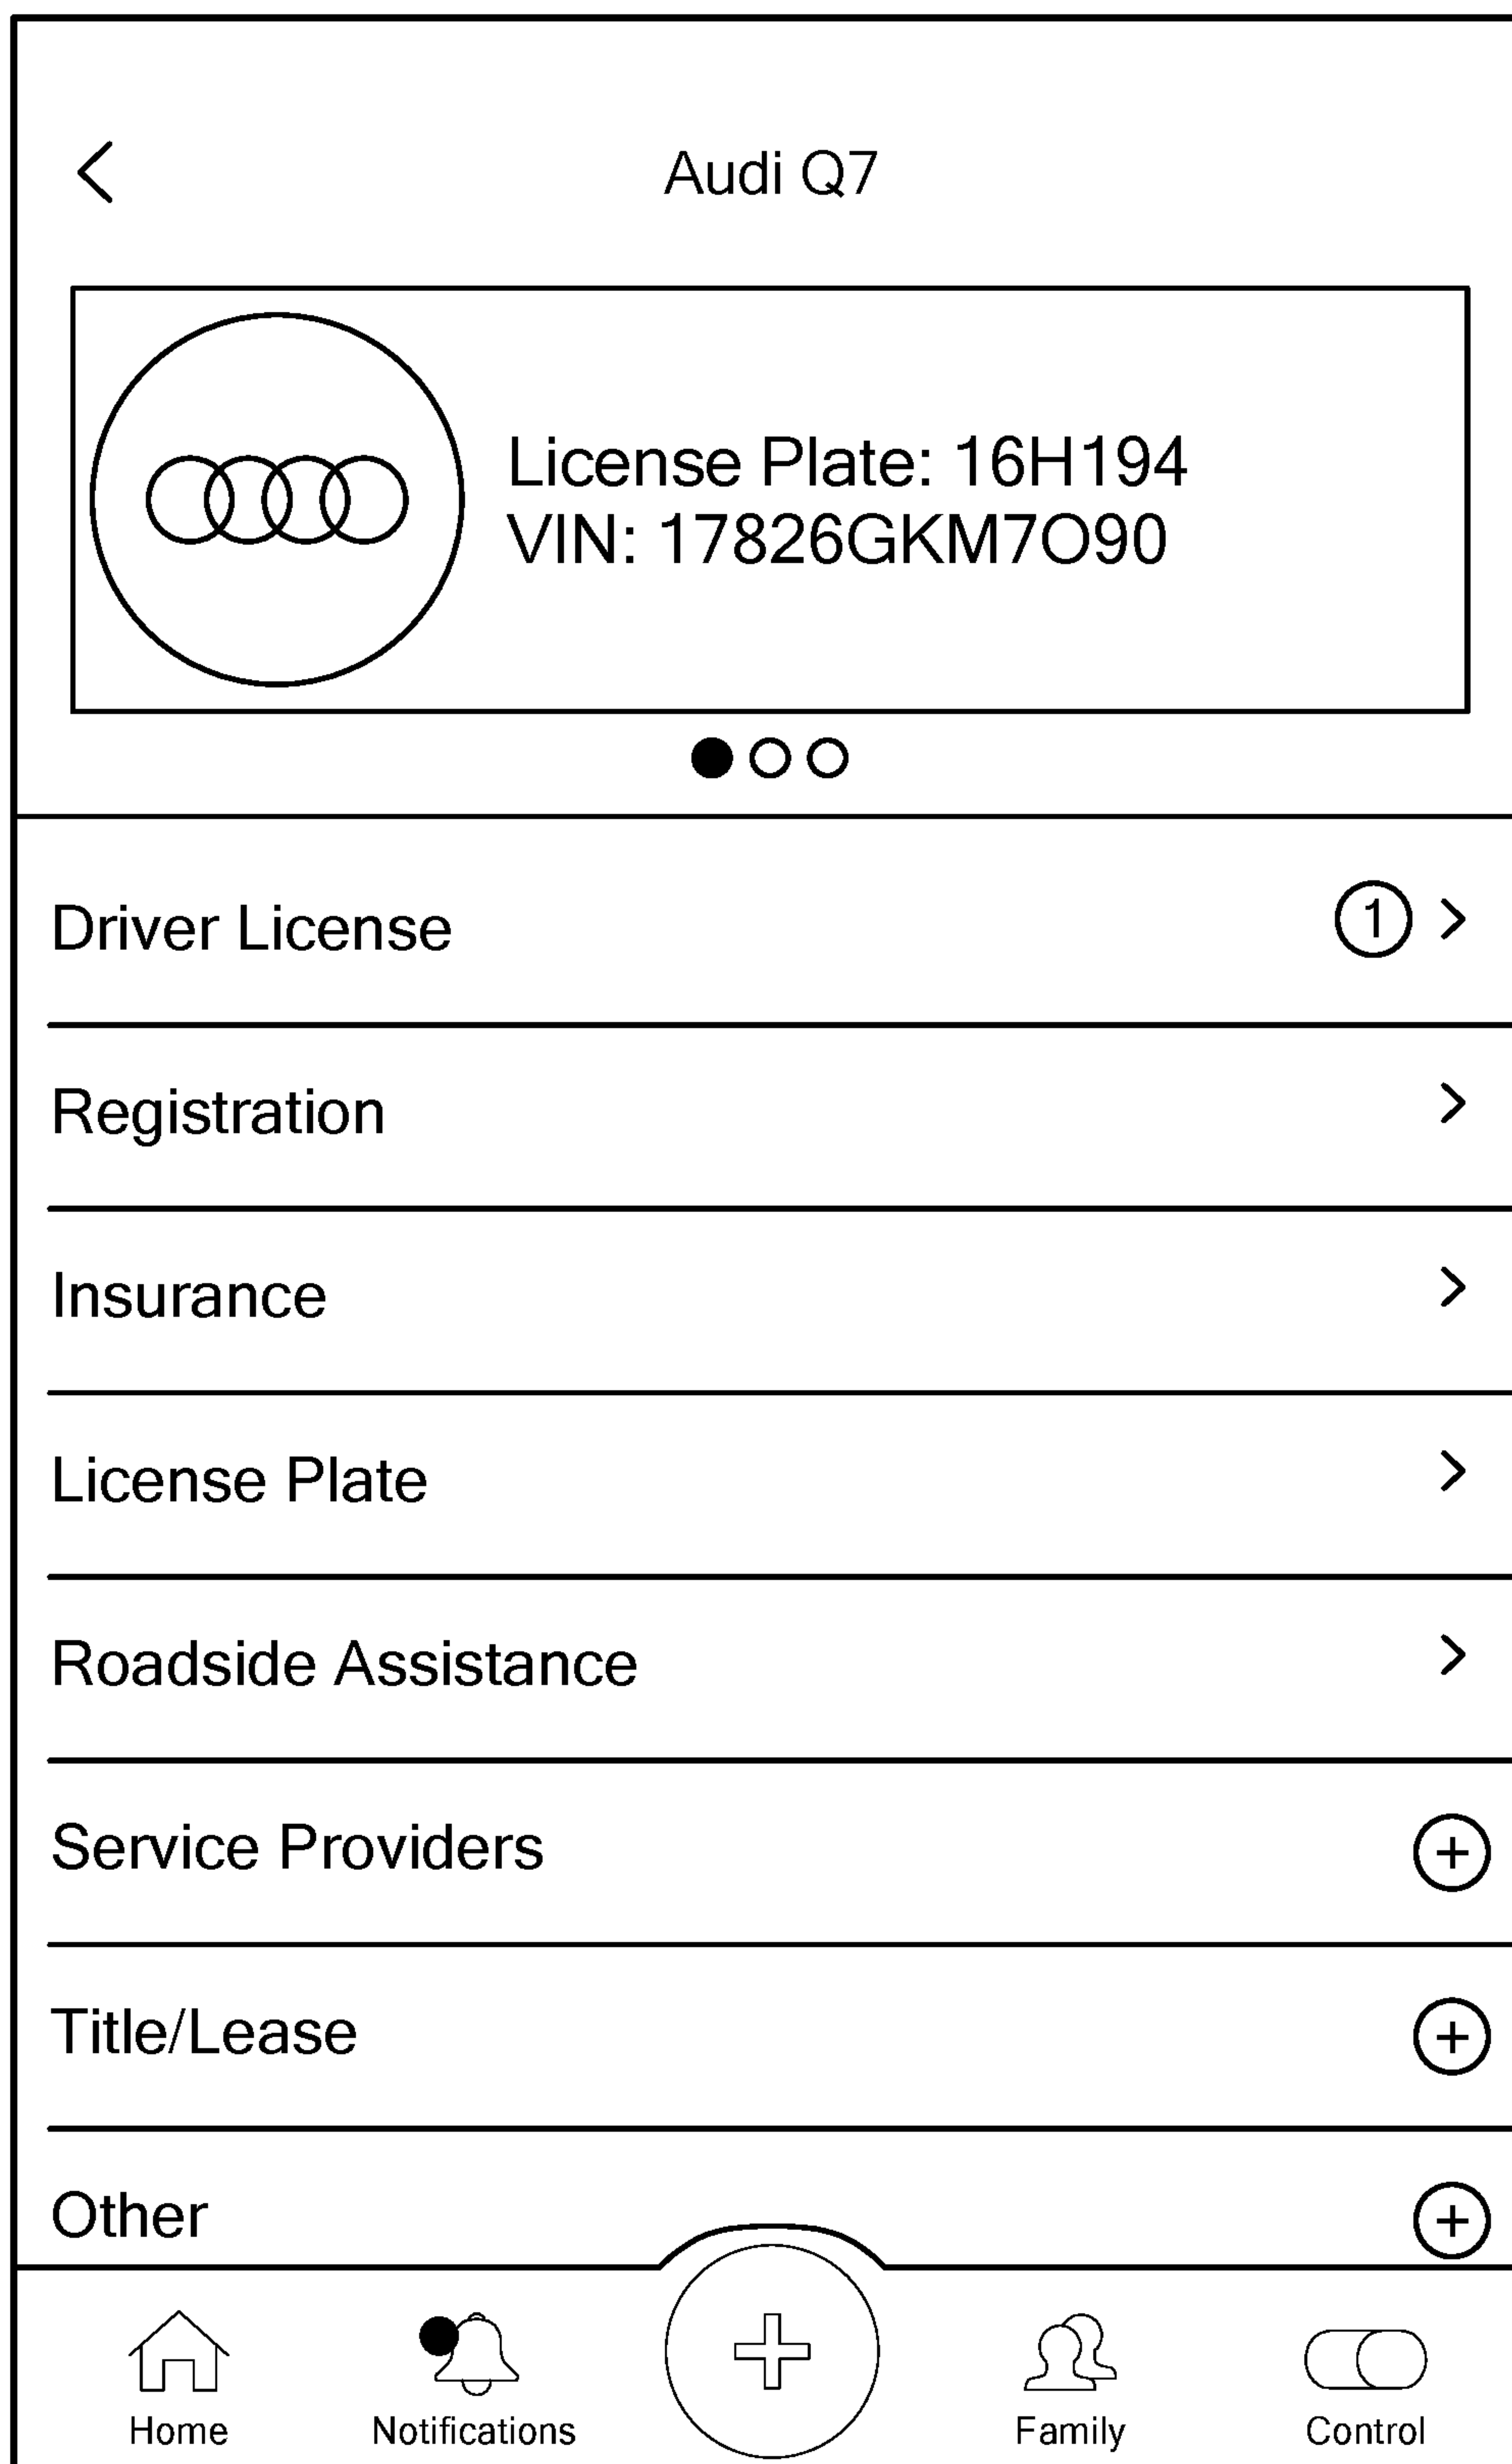 Audi Q7
License Plate: 16H194
VIN: 17826GKM7O90
Driver License 1
Registration
Insurance
License Plate
Roadside Assistance
Service Providers
Title/Lease
Other
Home Notifications Family Control